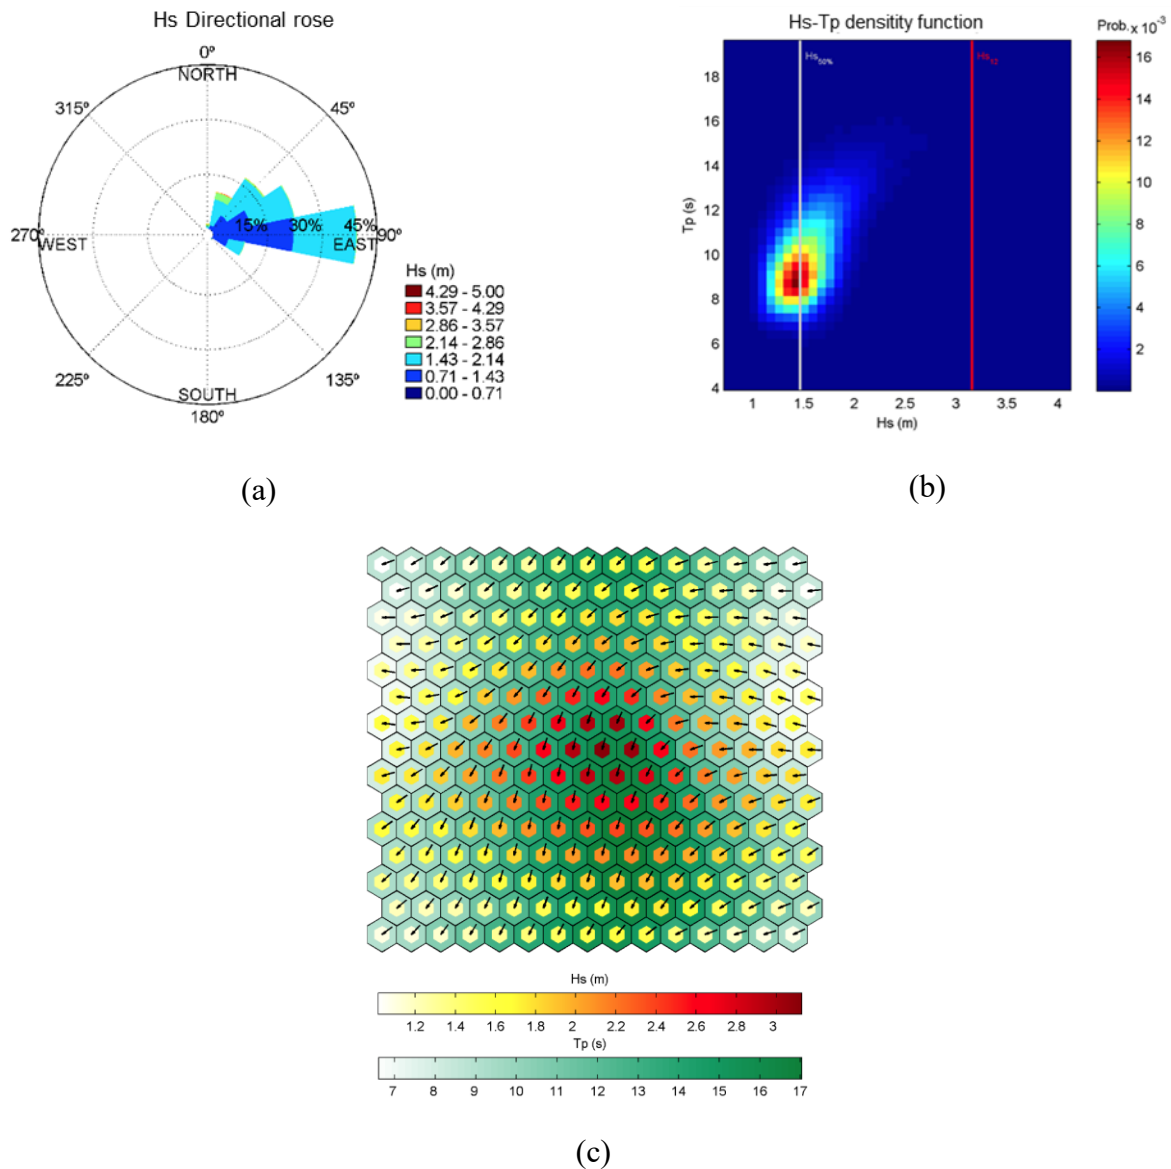 Hs Directional rose
0º
NORTH
315º
45º
15% 30% 45%
270º WEST EAST 90º
225º
135º
SOUTH
180º
Hs (m)
4.29 - 5.00
3.57 - 4.29
2.86 - 3.57
2.14 - 2.86
1.43 - 2.14
0.71 - 1.43
0.00 - 0.71
(a)
Hs-Tp densitity function
Prob. x 10⁻³
Hs50%
18
16
14
12
10
8
6
4
Tp (s)
1 1.5 2 2.5 3 3.5 4
Hs (m)
16
14
12
10
8
6
4
2
(b)
Hs (m)
1.2 1.4 1.6 1.8 2 2.2 2.4 2.6 2.8 3
Tp (s)
7 8 9 10 11 12 13 14 15 16 17
(c)